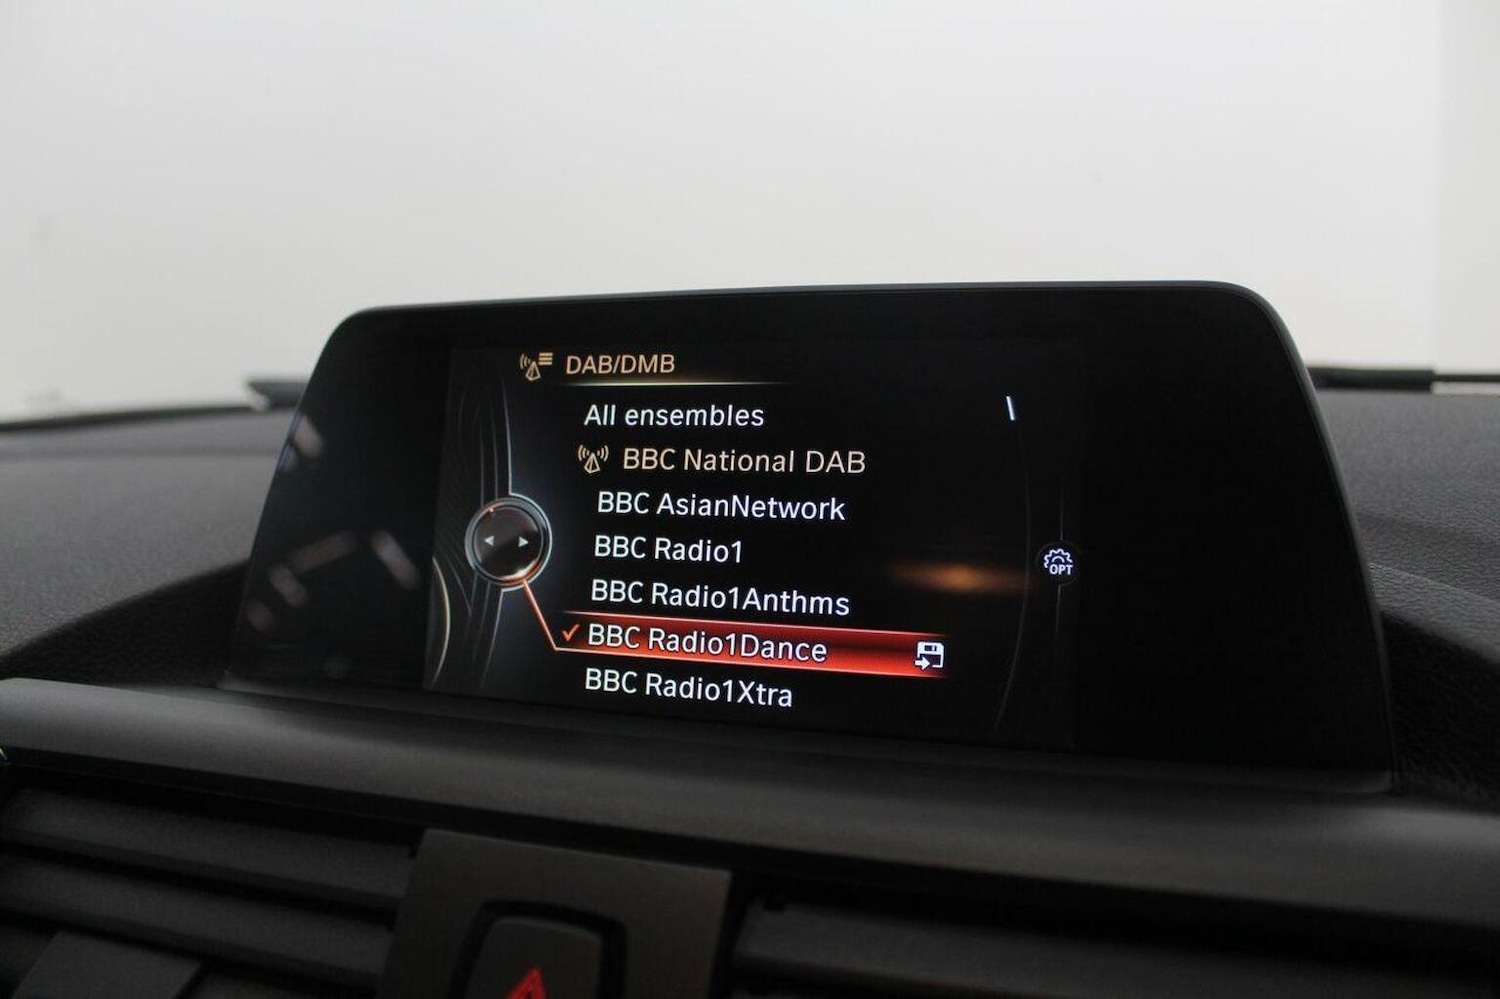 DAB/DMB
All ensembles
BBC National DAB
BBC AsianNetwork
BBC Radio1
OPT
BBC Radio1Anthms
BBC Radio1Dance
BBC Radio1Xtra